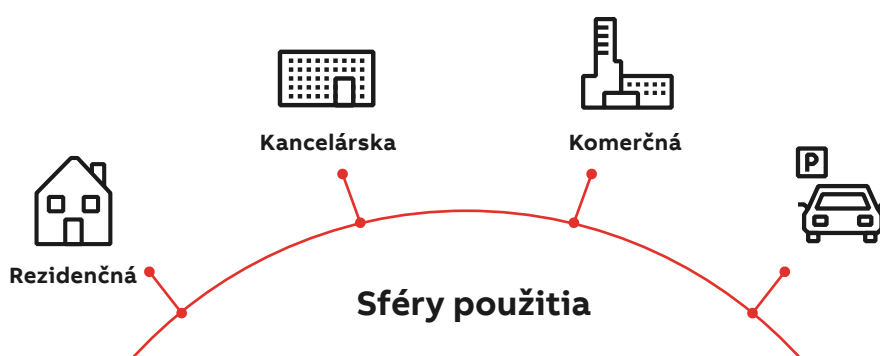 Kancelárska
Komerčná
P
Rezidenčná
Sféry použitia